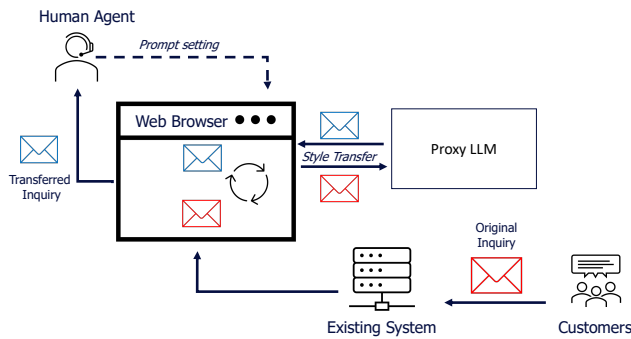 Human Agent
Prompt setting
Web Browser
Style Transfer
Proxy LLM
Transferred
Inquiry
Original
Inquiry
Existing System
Customers